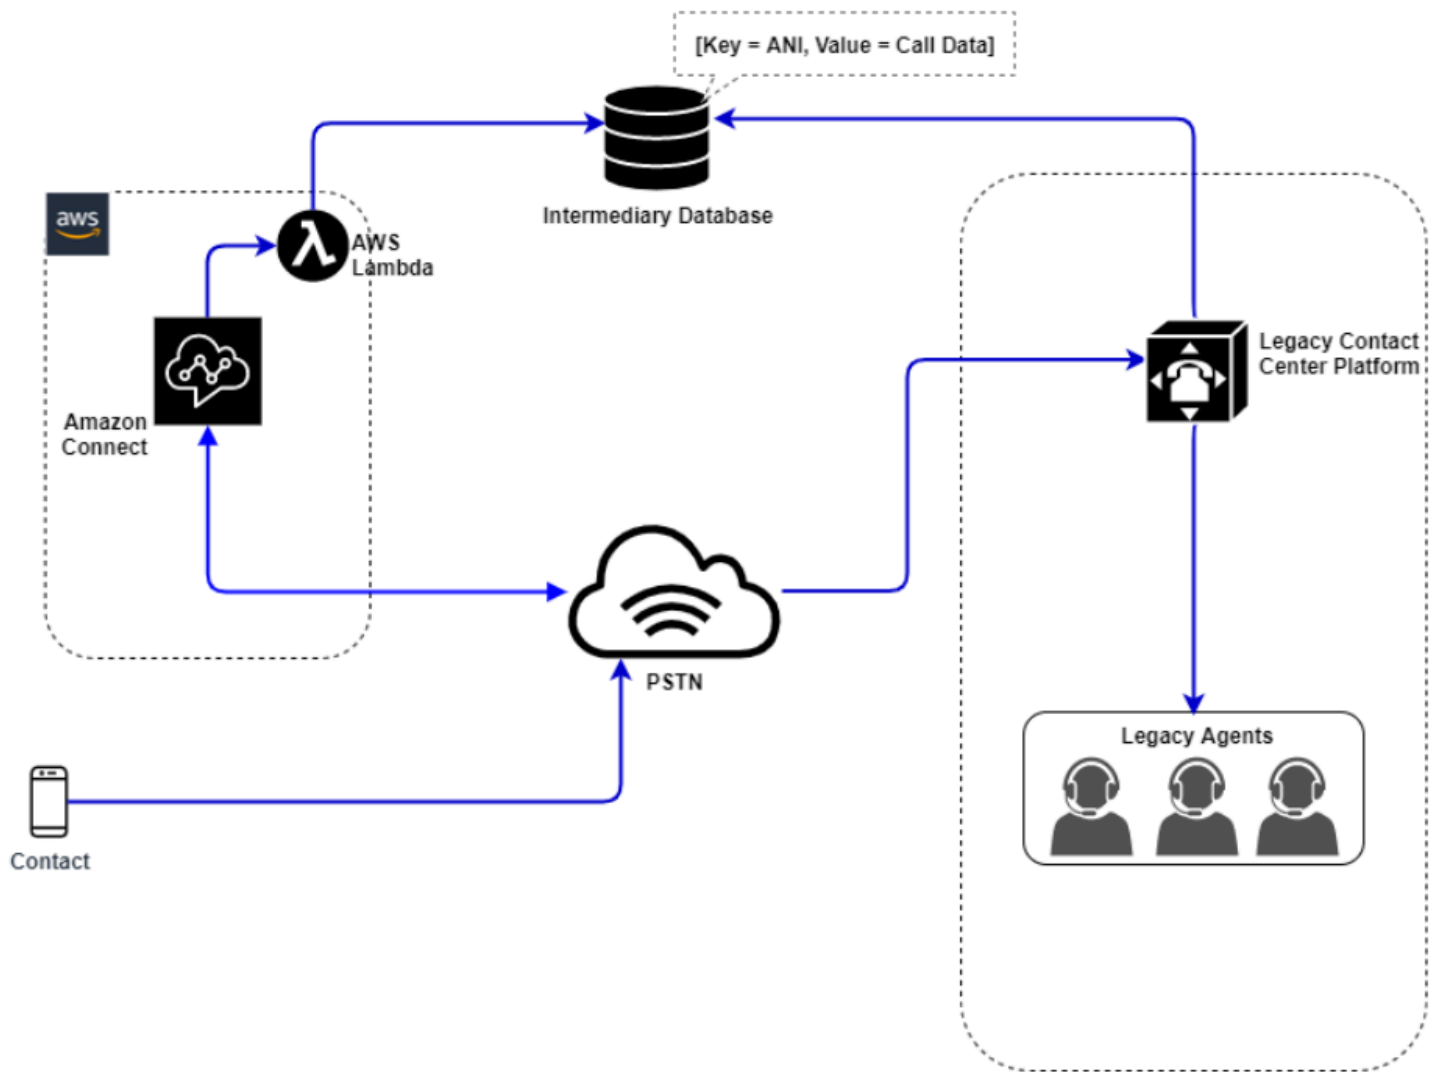 [Key = ANI, Value = Call Data]
Intermediary Database
aws
AWS
Lambda
Legacy Contact
Center Platform
Amazon
Connect
PSTN
Legacy Agents
Contact